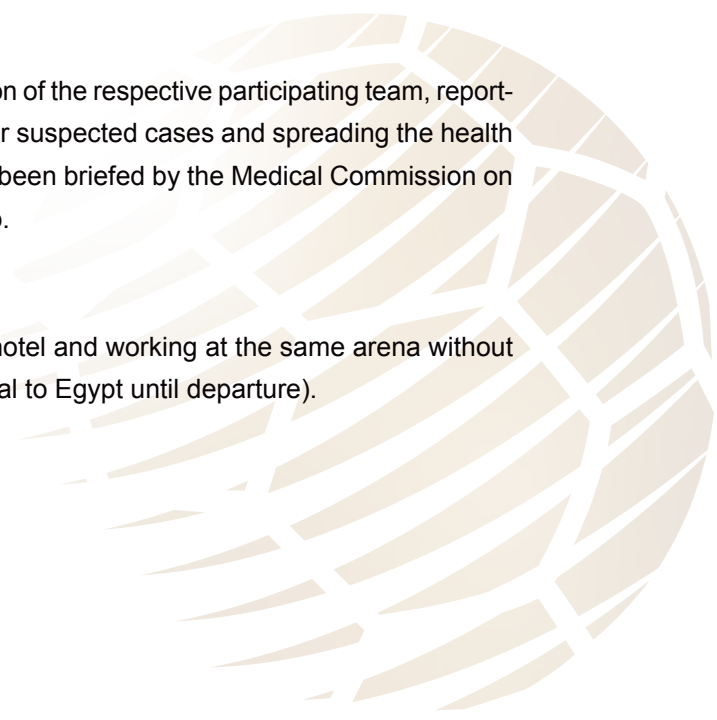 on of the respective participating team, report-
r suspected cases and spreading the health
been briefed by the Medical Commission on
.
hotel and working at the same arena without
al to Egypt until departure).